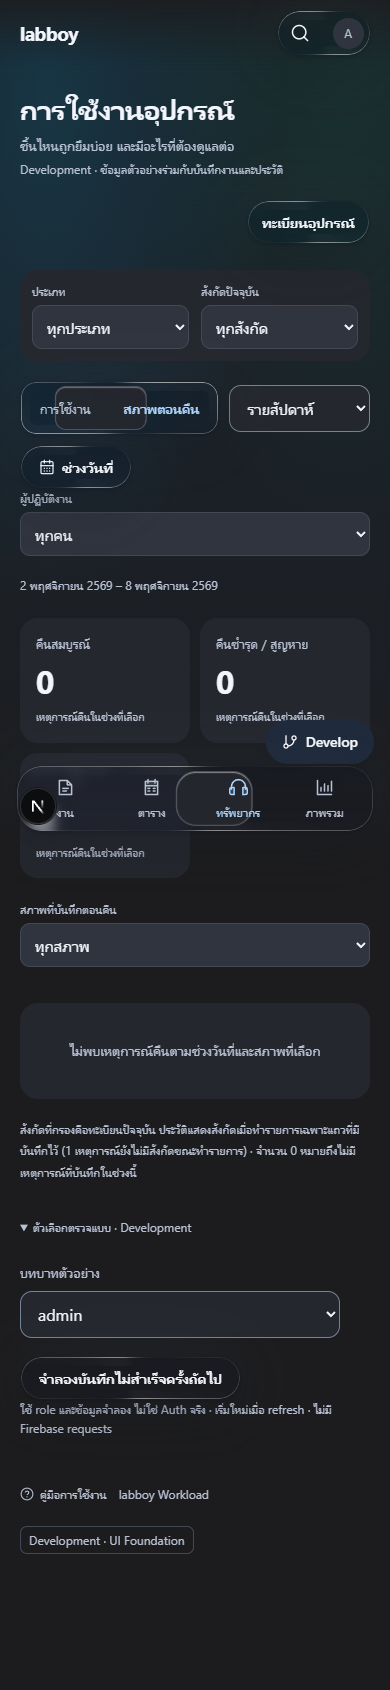 labboy
A
การใช้งานอุปกรณ์
ชิ้นไหนถูกยืมบ่อย และมีอะไรที่ต้องดูแลต่อ
Development · ข้อมูลตัวอย่างร่วมกับบันทึกงานและประวัติ
ทะเบียนอุปกรณ์
ประเภท
สังกัดปัจจุบัน
ทุกประเภท
ทุกสังกัด
การใช้งาน
สภาพตอนคืน
รายสัปดาห์
ช่วงวันที่
ผู้ปฏิบัติงาน
ทุกคน
2 พฤศจิกายน 2569 – 8 พฤศจิกายน 2569
คืนสมบูรณ์
คืนชำรุด / สูญหาย
0
0
เหตุการณ์คืนในช่วงที่เลือก
เหตุการณ์คืนในช่วงที่เลือก
Develop
N
งาน
ตาราง
ทรัพยากร
ภาพรวม
เหตุการณ์คืนในช่วงที่เลือก
สภาพที่บันทึกตอนคืน
ทุกสภาพ
ไม่พบเหตุการณ์คืนตามช่วงวันที่และสภาพที่เลือก
สังกัดที่กรองคือทะเบียนปัจจุบัน ประวัติแสดงสังกัดเมื่อทำรายการเฉพาะแถวที่มี
บันทึกไว้ (1 เหตุการณ์ยังไม่มีสังกัดขณะทำรายการ) · จำนวน 0 หมายถึงไม่มี
เหตุการณ์ที่บันทึกในช่วงนี้
▼ ตัวเลือกตรวจแบบ · Development
บทบาทตัวอย่าง
admin
จำลองบันทึกไม่สำเร็จครั้งถัดไป
ใช้ role และข้อมูลจำลอง ไม่ใช่ Auth จริง · เริ่มใหม่เมื่อ refresh · ไม่มี
Firebase requests
คู่มือการใช้งาน labboy Workload
Development · UI Foundation